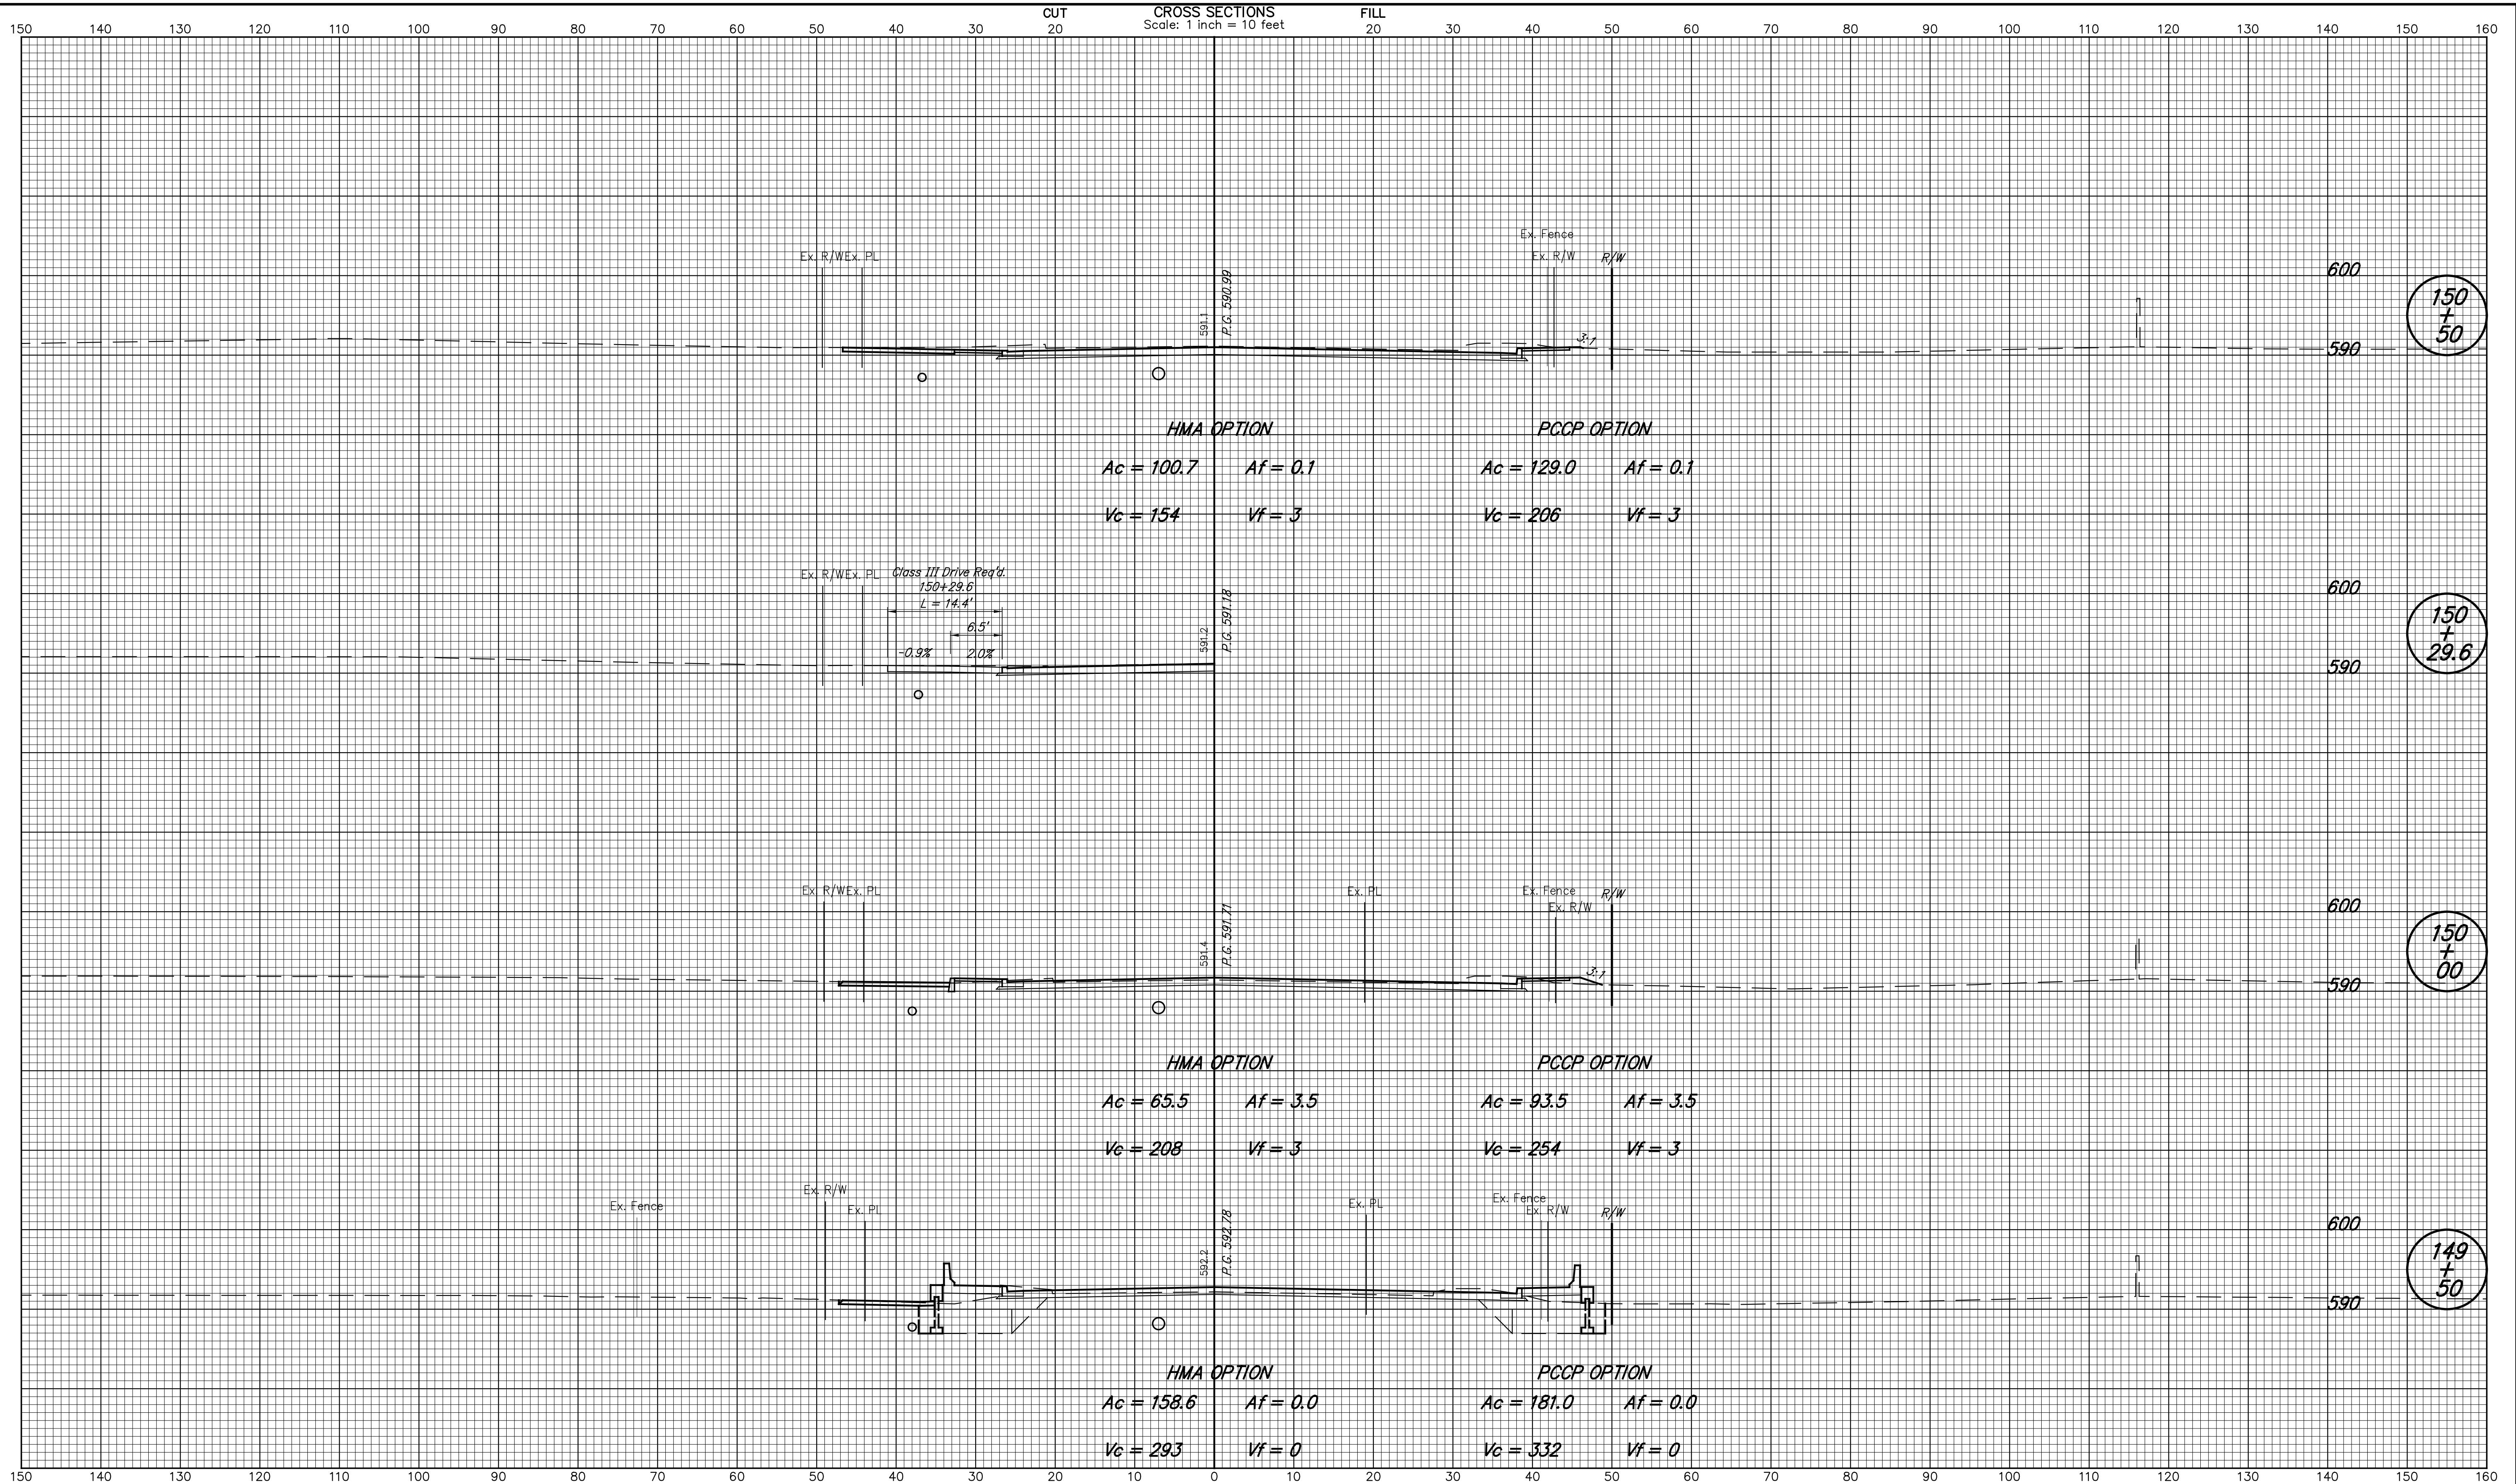 CUT CROSS SECTIONS FILL
Scale: 1 inch = 10 feet
150 140 130 120 110 100 90 80 70 60 50 40 30 20 10 0 10 20 30 40 50 60 70 80 90 100 110 120 130 140 150 160
Ex. Fence
Ex. R/W Ex. PL Ex. R/W R/W
600
P.G. 590.99
591.1
3:1
590
150
+
50
HMA OPTION PCCP OPTION
Ac = 100.7 Af = 0.1 Ac = 129.0 Af = 0.1
Vc = 154 Vf = 3 Vc = 206 Vf = 3
Ex. R/W Ex. PL Class III Drive Req'd.
150+29.6
L = 14.4'
6.5'
-0.9% 2.0%
591.2
P.G. 591.18
600
590
150
+
29.6
Ex. R/W Ex. PL Ex. PL Ex. Fence R/W
Ex. R/W
600
591.4
P.G. 591.71
3:1
590
150
+
00
HMA OPTION PCCP OPTION
Ac = 65.5 Af = 3.5 Ac = 93.5 Af = 3.5
Vc = 208 Vf = 3 Vc = 254 Vf = 3
Ex. Fence Ex. R/W Ex. PL Ex. PL Ex. Fence Ex. R/W R/W
600
592.2
P.G. 592.78
590
149
+
50
HMA OPTION PCCP OPTION
Ac = 158.6 Af = 0.0 Ac = 181.0 Af = 0.0
Vc = 293 Vf = 0 Vc = 332 Vf = 0
150 140 130 120 110 100 90 80 70 60 50 40 30 20 10 0 10 20 30 40 50 60 70 80 90 100 110 120 130 140 150 160